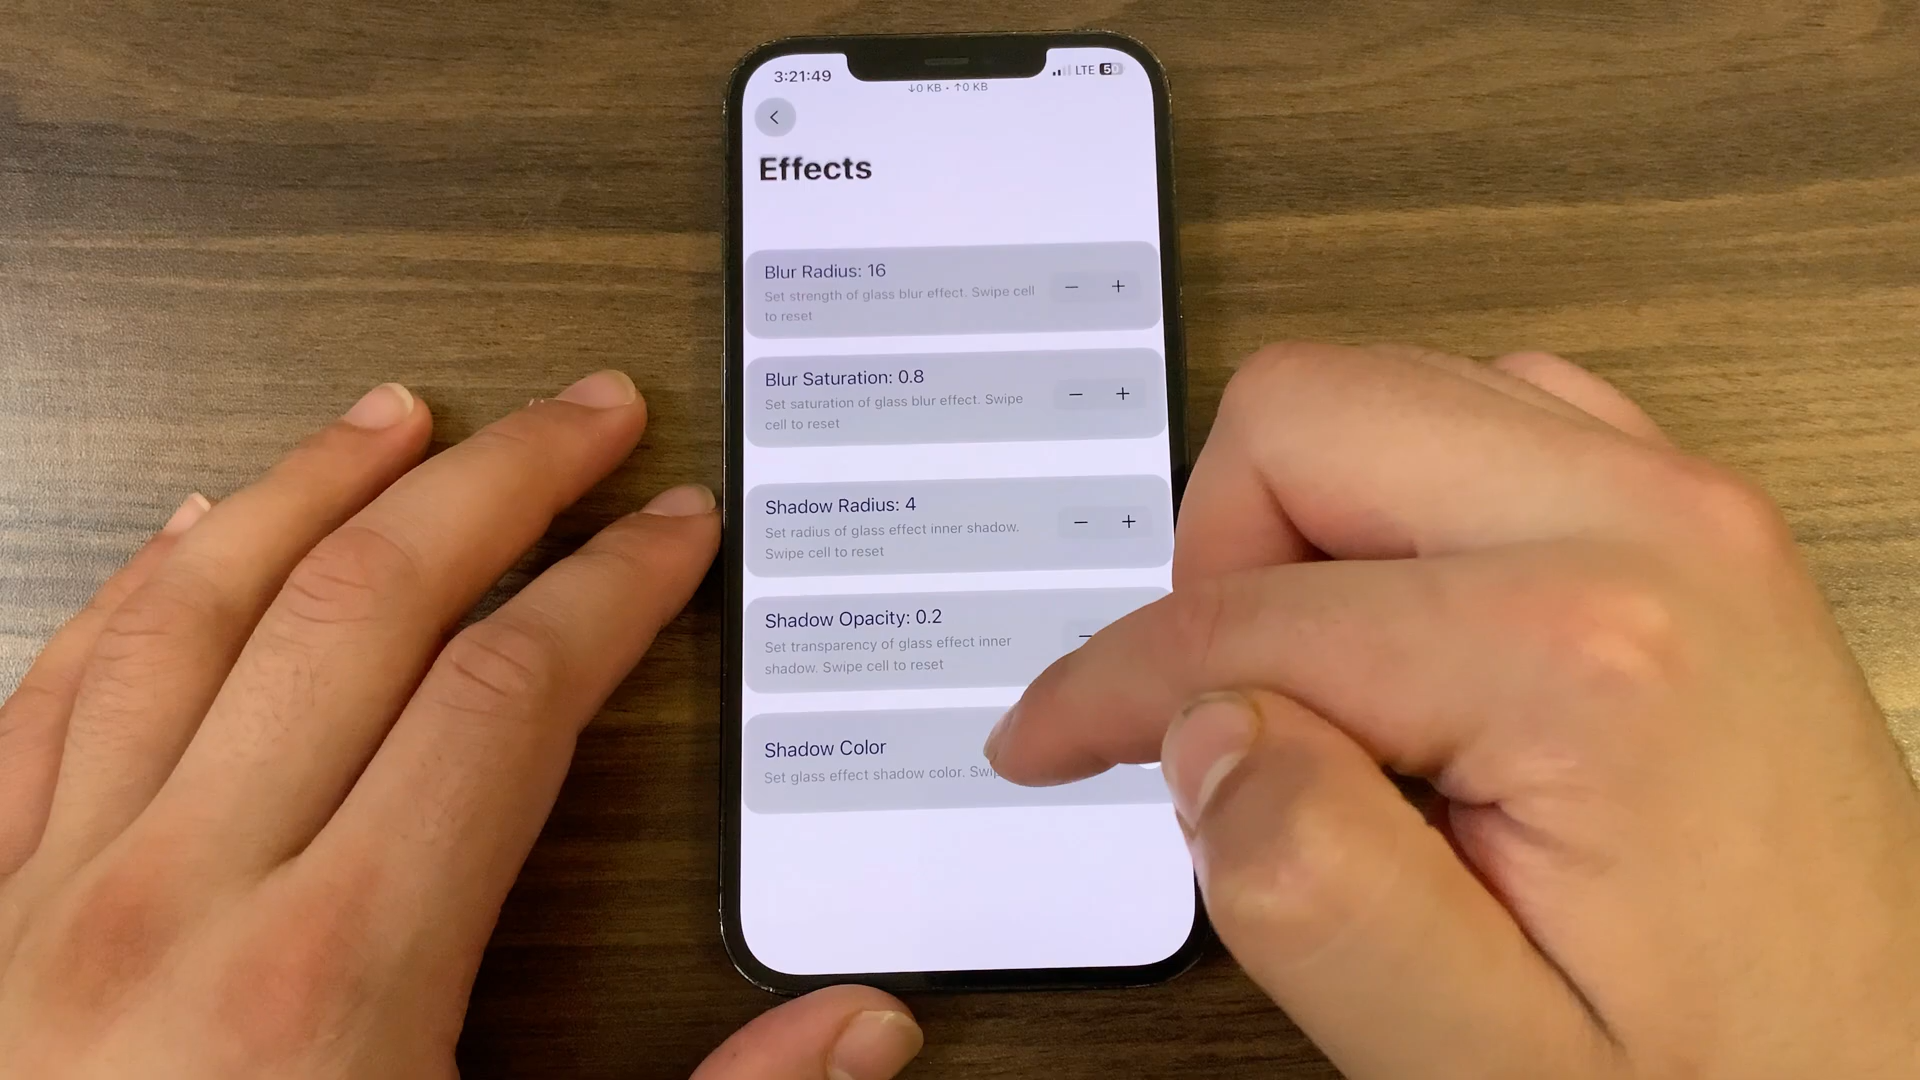 3:21:49
LTE 50
↓0 KB • ↑0 KB
Effects
Blur Radius: 16
Set strength of glass blur effect. Swipe cell
to reset
Blur Saturation: 0.8
Set saturation of glass blur effect. Swipe
cell to reset
Shadow Radius: 4
Set radius of glass effect inner shadow.
Swipe cell to reset
Shadow Opacity: 0.2
Set transparency of glass effect inner
shadow. Swipe cell to reset
Shadow Color
Set glass effect shadow color.